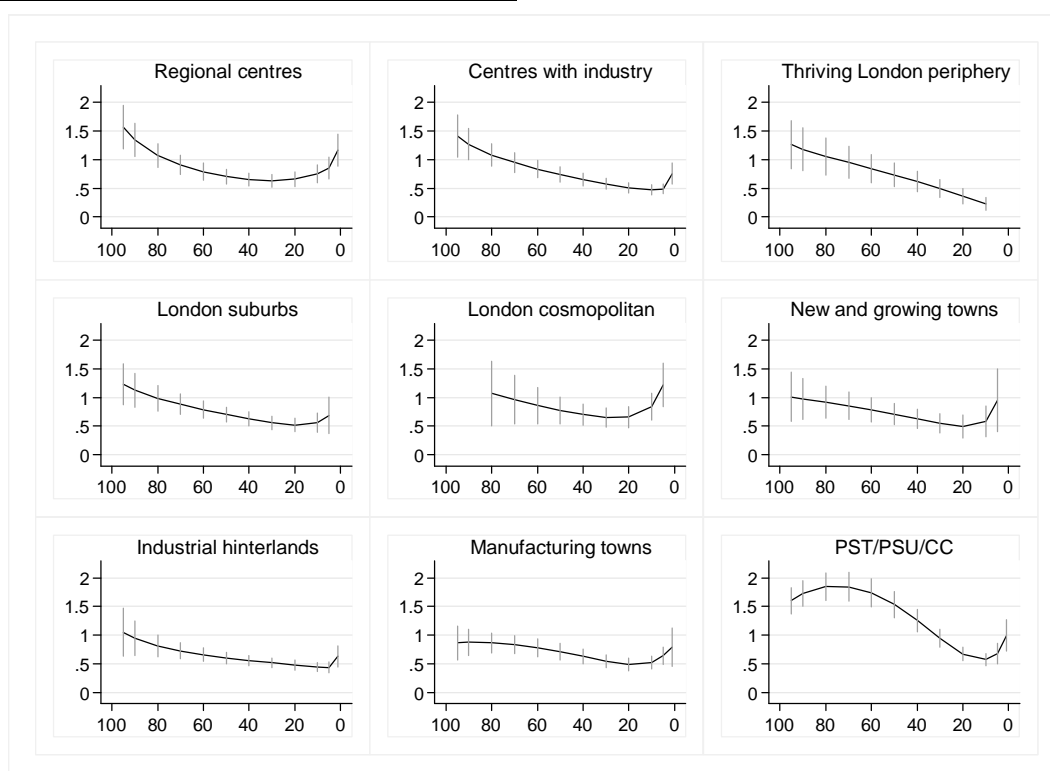 Regional centres
2
1.5
1
.5
0
100 80 60 40 20 0
Centres with industry
2
1.5
1
.5
0
100 80 60 40 20 0
Thriving London periphery
2
1.5
1
.5
0
100 80 60 40 20 0
London suburbs
2
1.5
1
.5
0
100 80 60 40 20 0
London cosmopolitan
2
1.5
1
.5
0
100 80 60 40 20 0
New and growing towns
2
1.5
1
.5
0
100 80 60 40 20 0
Industrial hinterlands
2
1.5
1
.5
0
100 80 60 40 20 0
Manufacturing towns
2
1.5
1
.5
0
100 80 60 40 20 0
PST/PSU/CC
2
1.5
1
.5
0
100 80 60 40 20 0